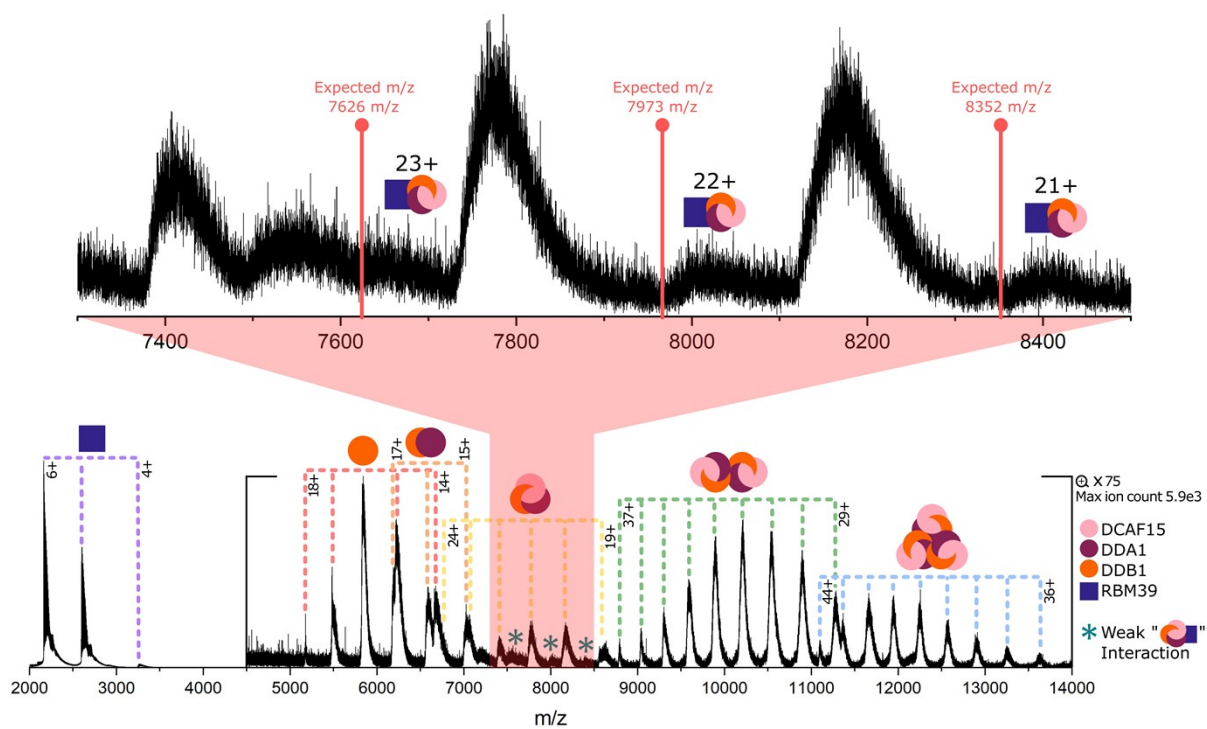 Expected m/z
7626 m/z
Expected m/z
7973 m/z
Expected m/z
8352 m/z
23+
22+
21+
7400 7600 7800 8000 8200 8400
6+
4+
18+
17+
14+
15+
24+
19+
37+
29+
44+
36+
X 75
Max ion count 5.9e3
DCAF15
DDA1
DDB1
RBM39
* Weak " "
Interaction
2000 3000 4000 5000 6000 7000 8000 9000 10000 11000 12000 13000 14000
m/z